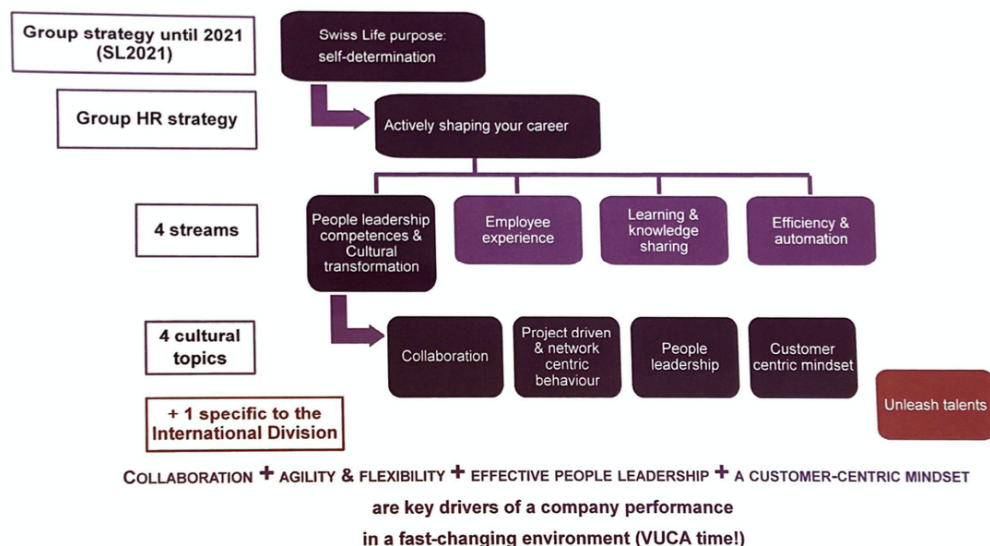 Group strategy until 2021
(SL2021)
Swiss Life purpose:
self-determination
Group HR strategy
Actively shaping your career
4 streams
People leadership
competences &
Cultural
transformation
Employee
experience
Learning &
knowledge
sharing
Efficiency &
automation
4 cultural
topics
Collaboration
Project driven
& network
centric
behaviour
People
leadership
Customer
centric mindset
+ 1 specific to the
International Division
Unleash talents
COLLABORATION + AGILITY & FLEXIBILITY + EFFECTIVE PEOPLE LEADERSHIP + A CUSTOMER-CENTRIC MINDSET
are key drivers of a company performance
in a fast-changing environment (VUCA time!)